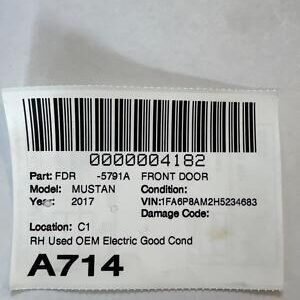 0000004182
Part: FDR -5791A FRONT DOOR
Model: MUSTAN Condition:
Year: 2017 VIN:1FA6P8AM2H5234683
Damage Code:
Location: C1
RH Used OEM Electric Good Cond
A714